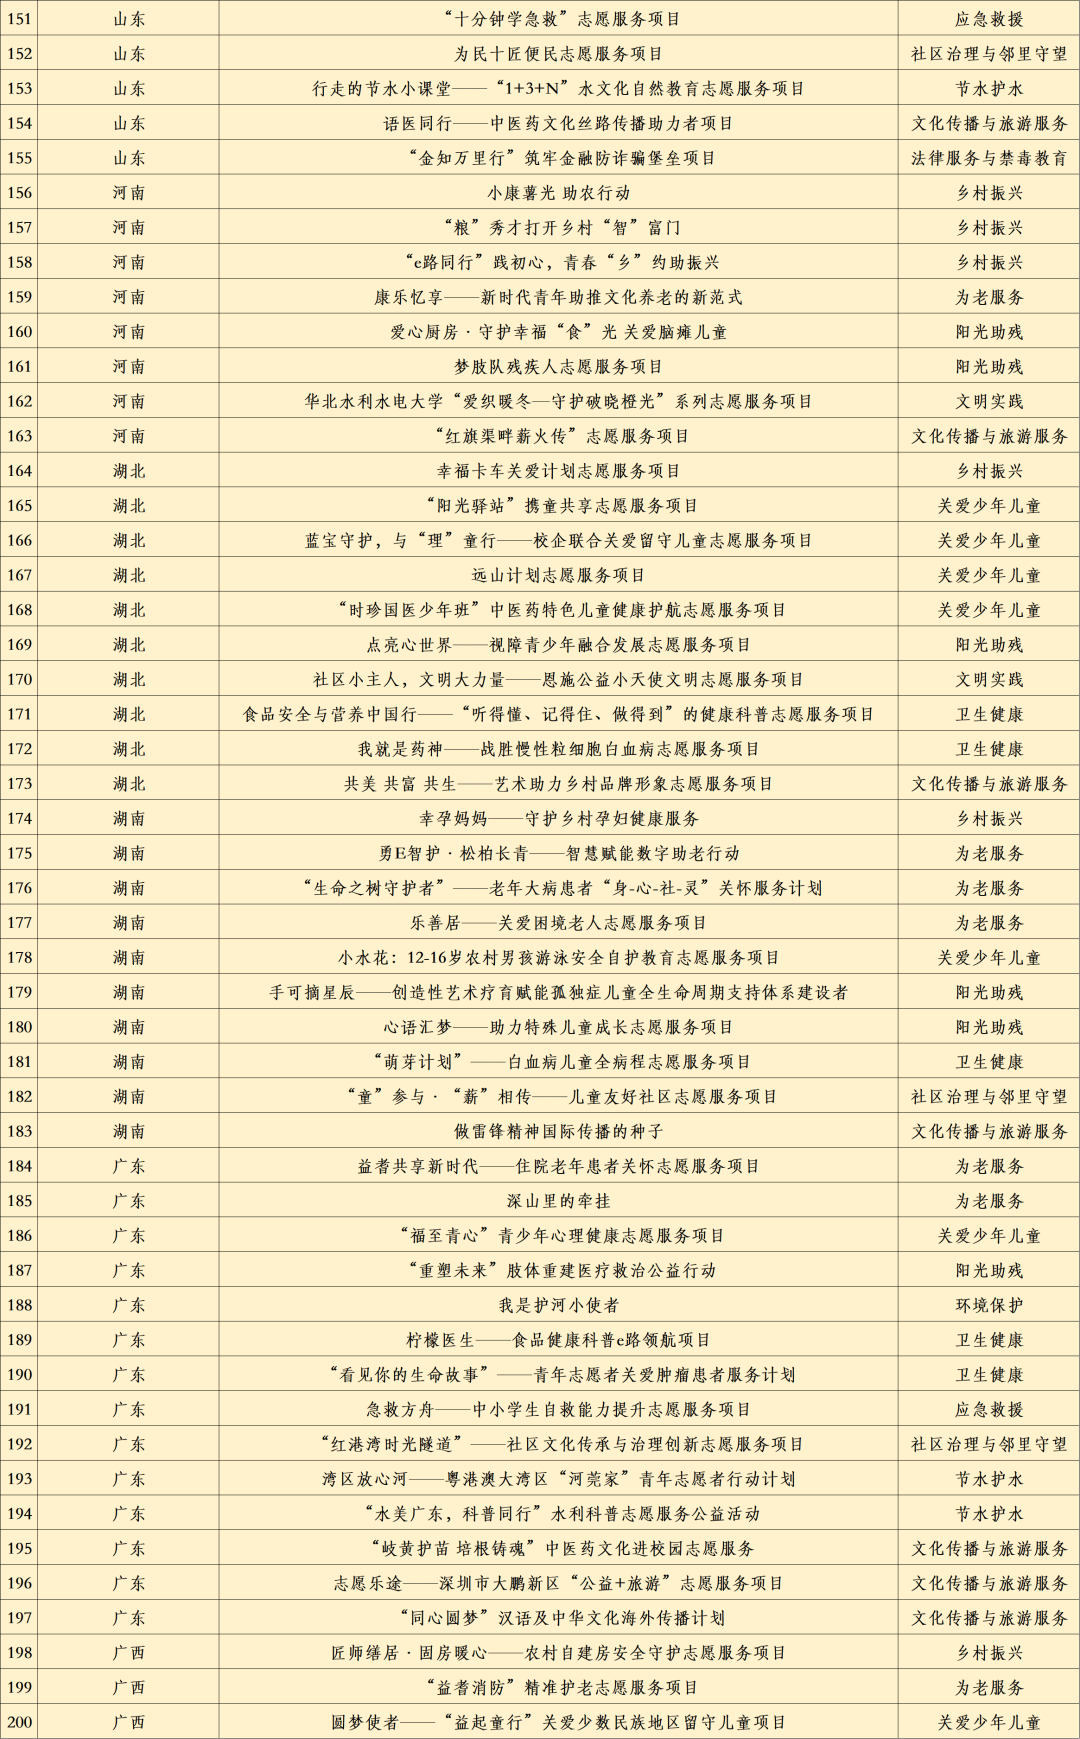 151 山东 “十分钟学急救”志愿服务项目 应急救援
152 山东 为民十匠便民志愿服务项目 社区治理与邻里守望
153 山东 行走的节水小课堂——“1+3+N”水文化自然教育志愿服务项目 节水护水
154 山东 语医同行——中医药文化丝路传播助力者项目 文化传播与旅游服务
155 山东 “金知万里行”筑牢金融防诈骗堡垒项目 法律服务与禁毒教育
156 河南 小康薯光 助农行动 乡村振兴
157 河南 “粮”秀才打开乡村“智”富门 乡村振兴
158 河南 “e路同行”践初心，青春“乡”约助振兴 乡村振兴
159 河南 康乐忆享——新时代青年助推文化养老的新范式 为老服务
160 河南 爱心厨房·守护幸福“食”光 关爱脑瘫儿童 阳光助残
161 河南 梦肢队残疾人志愿服务项目 阳光助残
162 河南 华北水利水电大学“爱织暖冬—守护破晓橙光”系列志愿服务项目 文明实践
163 河南 “红旗渠畔薪火传”志愿服务项目 文化传播与旅游服务
164 湖北 幸福卡车关爱计划志愿服务项目 乡村振兴
165 湖北 “阳光驿站”携童共享志愿服务项目 关爱少年儿童
166 湖北 蓝宝守护，与“理”童行——校企联合关爱留守儿童志愿服务项目 关爱少年儿童
167 湖北 远山计划志愿服务项目 关爱少年儿童
168 湖北 “时珍国医少年班”中医药特色儿童健康护航志愿服务项目 关爱少年儿童
169 湖北 点亮心世界——视障青少年融合发展志愿服务项目 阳光助残
170 湖北 社区小主人，文明大力量——恩施公益小天使文明志愿服务项目 文明实践
171 湖北 食品安全与营养中国行——“听得懂、记得住、做得到”的健康科普志愿服务项目 卫生健康
172 湖北 我就是药神——战胜慢性粒细胞白血病志愿服务项目 卫生健康
173 湖北 共美 共富 共生——艺术助力乡村品牌形象志愿服务项目 文化传播与旅游服务
174 湖南 幸孕妈妈——守护乡村孕妇健康服务 乡村振兴
175 湖南 勇E智护·松柏长青——智慧赋能数字助老行动 为老服务
176 湖南 “生命之树守护者”——老年大病患者“身-心-社-灵”关怀服务计划 为老服务
177 湖南 乐善居——关爱困境老人志愿服务项目 为老服务
178 湖南 小水花：12-16岁农村男孩游泳安全自护教育志愿服务项目 关爱少年儿童
179 湖南 手可摘星辰——创造性艺术疗育赋能孤独症儿童全生命周期支持体系建设者 阳光助残
180 湖南 心语汇梦——助力特殊儿童成长志愿服务项目 阳光助残
181 湖南 “萌芽计划”——白血病儿童全病程志愿服务项目 卫生健康
182 湖南 “童”参与·“薪”相传——儿童友好社区志愿服务项目 社区治理与邻里守望
183 湖南 做雷锋精神国际传播的种子 文化传播与旅游服务
184 广东 益耆共享新时代——住院老年患者关怀志愿服务项目 为老服务
185 广东 深山里的牵挂 为老服务
186 广东 “福至青心”青少年心理健康志愿服务项目 关爱少年儿童
187 广东 “重塑未来”肢体重建医疗救治公益行动 阳光助残
188 广东 我是护河小使者 环境保护
189 广东 柠檬医生——食品健康科普e路领航项目 卫生健康
190 广东 “看见你的生命故事”——青年志愿者关爱肿瘤患者服务计划 卫生健康
191 广东 急救方舟——中小学生自救能力提升志愿服务项目 应急救援
192 广东 “红港湾时光隧道”——社区文化传承与治理创新志愿服务项目 社区治理与邻里守望
193 广东 湾区放心河——粤港澳大湾区“河莞家”青年志愿者行动计划 节水护水
194 广东 “水美广东，科普同行”水利科普志愿服务公益活动 节水护水
195 广东 “岐黄护苗 培根铸魂”中医药文化进校园志愿服务 文化传播与旅游服务
196 广东 志愿乐途——深圳市大鹏新区“公益+旅游”志愿服务项目 文化传播与旅游服务
197 广东 “同心圆梦”汉语及中华文化海外传播计划 文化传播与旅游服务
198 广西 匠师缮居·固房暖心——农村自建房安全守护志愿服务项目 乡村振兴
199 广西 “益耆消防”精准护老志愿服务项目 为老服务
200 广西 圆梦使者——“益起童行”关爱少数民族地区留守儿童项目 关爱少年儿童